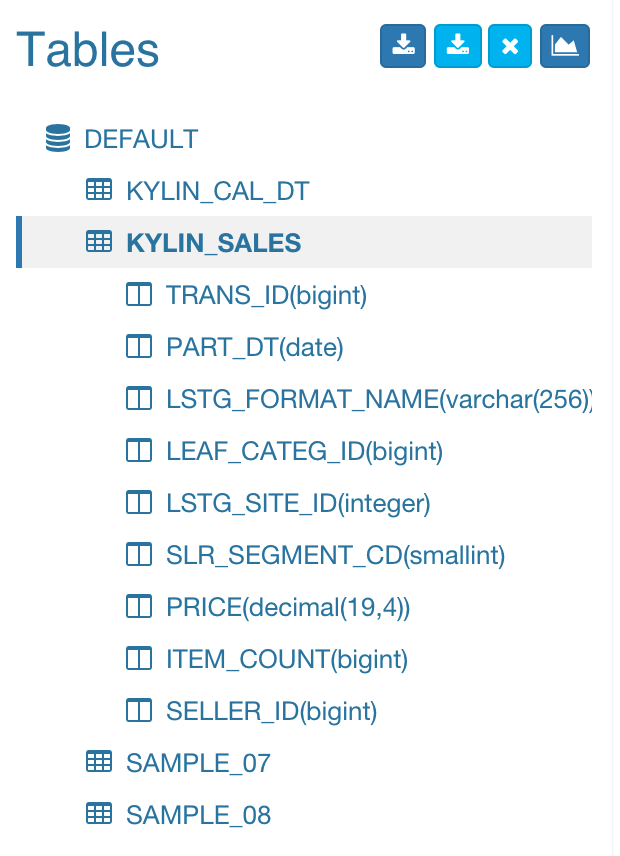 Tables
DEFAULT
KYLIN_CAL_DT
KYLIN_SALES
TRANS_ID(bigint)
PART_DT(date)
LSTG_FORMAT_NAME(varchar(256))
LEAF_CATEG_ID(bigint)
LSTG_SITE_ID(integer)
SLR_SEGMENT_CD(smallint)
PRICE(decimal(19,4))
ITEM_COUNT(bigint)
SELLER_ID(bigint)
SAMPLE_07
SAMPLE_08